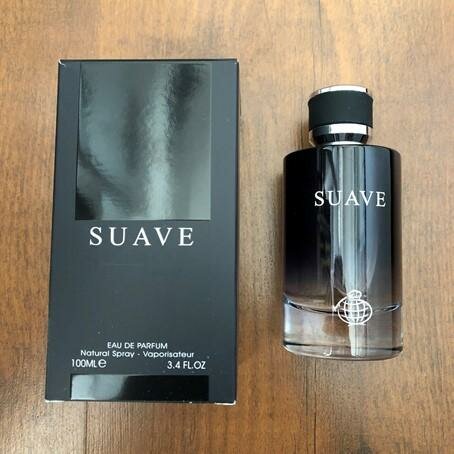 SUAVE
EAU DE PARFUM
Natural Spray - Vaporisateur
100ML℮ 3.4 FL.OZ
SUAVE